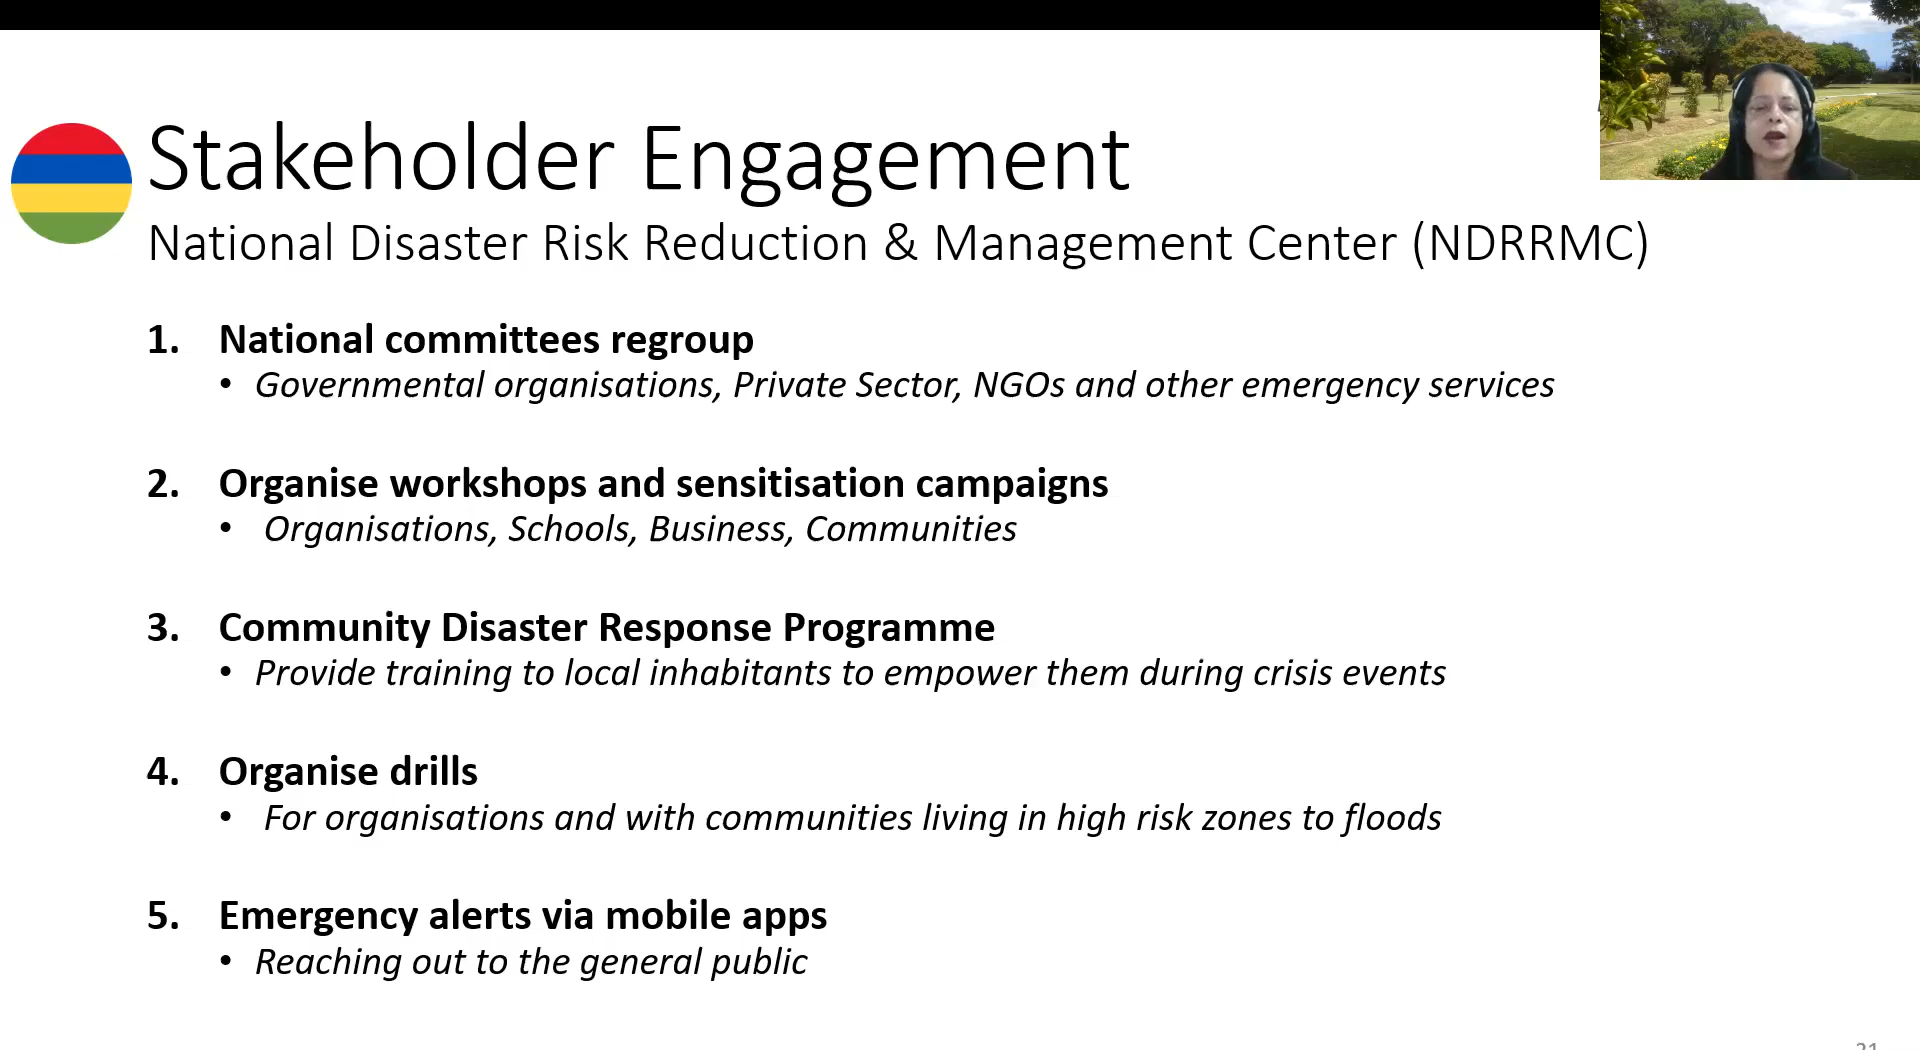 Stakeholder Engagement
National Disaster Risk Reduction & Management Center (NDRRMC)
1. National committees regroup
• Governmental organisations, Private Sector, NGOs and other emergency services
2. Organise workshops and sensitisation campaigns
• Organisations, Schools, Business, Communities
3. Community Disaster Response Programme
• Provide training to local inhabitants to empower them during crisis events
4. Organise drills
• For organisations and with communities living in high risk zones to floods
5. Emergency alerts via mobile apps
• Reaching out to the general public